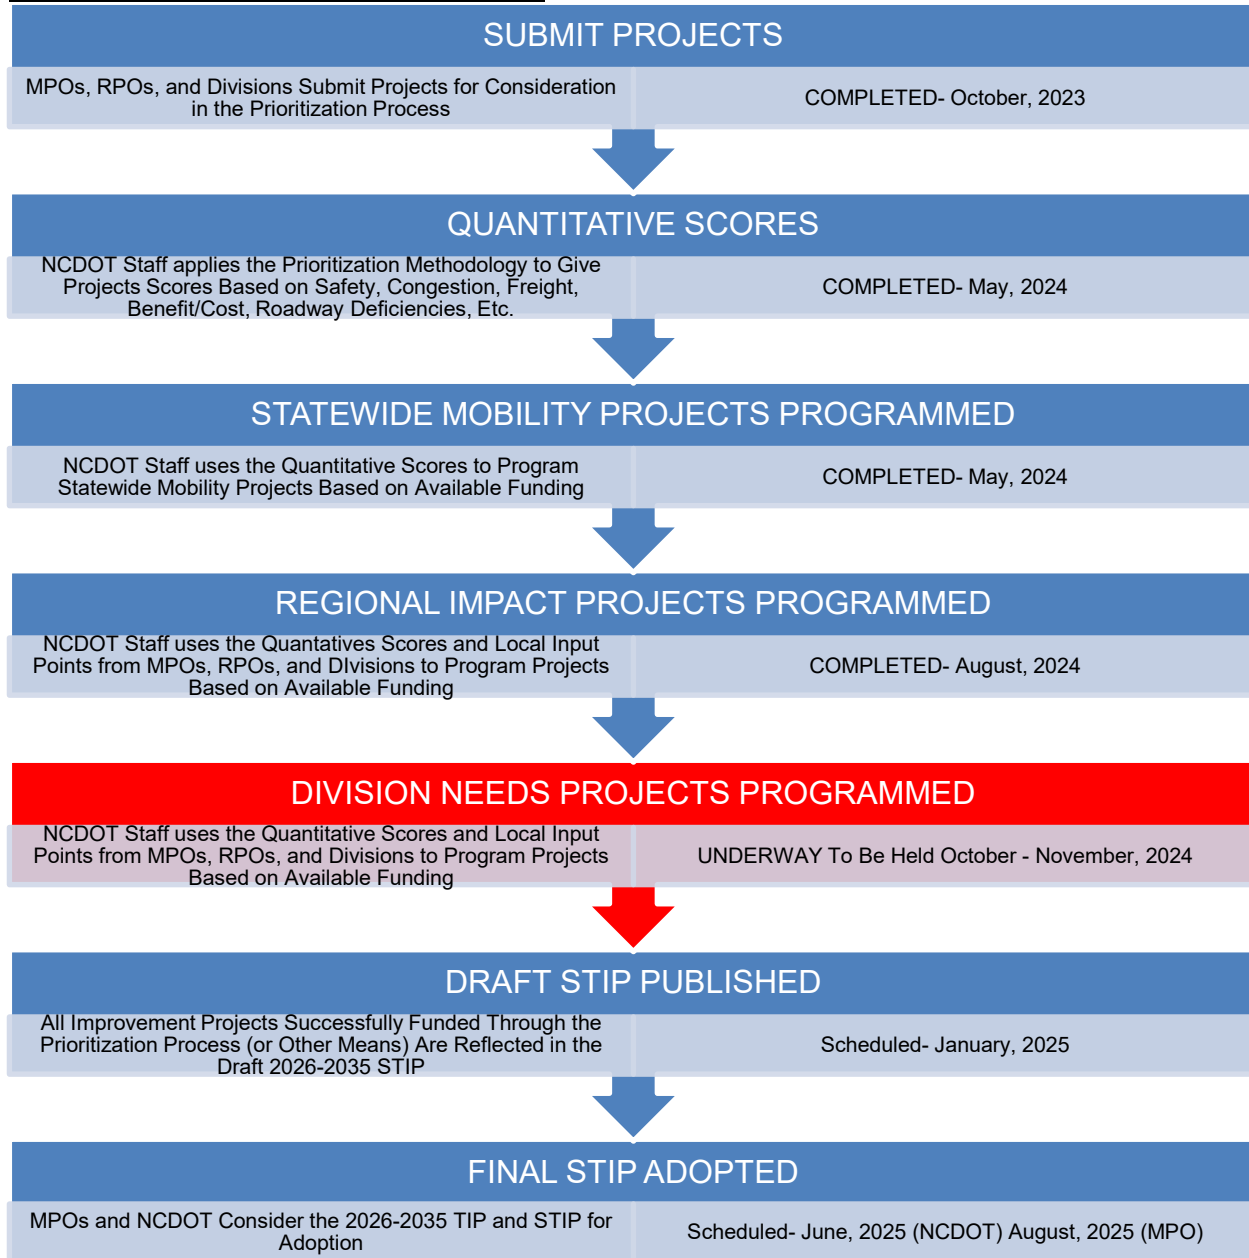 SUBMIT PROJECTS
MPOs, RPOs, and Divisions Submit Projects for Consideration
in the Prioritization Process
COMPLETED- October, 2023
QUANTITATIVE SCORES
NCDOT Staff applies the Prioritization Methodology to Give
Projects Scores Based on Safety, Congestion, Freight,
Benefit/Cost, Roadway Deficiencies, Etc.
COMPLETED- May, 2024
STATEWIDE MOBILITY PROJECTS PROGRAMMED
NCDOT Staff uses the Quantitative Scores to Program
Statewide Mobility Projects Based on Available Funding
COMPLETED- May, 2024
REGIONAL IMPACT PROJECTS PROGRAMMED
NCDOT Staff uses the Quantatives Scores and Local Input
Points from MPOs, RPOs, and DIvisions to Program Projects
Based on Available Funding
COMPLETED- August, 2024
DIVISION NEEDS PROJECTS PROGRAMMED
NCDOT Staff uses the Quantitative Scores and Local Input
Points from MPOs, RPOs, and Divisions to Program Projects
Based on Available Funding
UNDERWAY To Be Held October - November, 2024
DRAFT STIP PUBLISHED
All Improvement Projects Successfully Funded Through the
Prioritization Process (or Other Means) Are Reflected in the
Draft 2026-2035 STIP
Scheduled- January, 2025
FINAL STIP ADOPTED
MPOs and NCDOT Consider the 2026-2035 TIP and STIP for
Adoption
Scheduled- June, 2025 (NCDOT) August, 2025 (MPO)